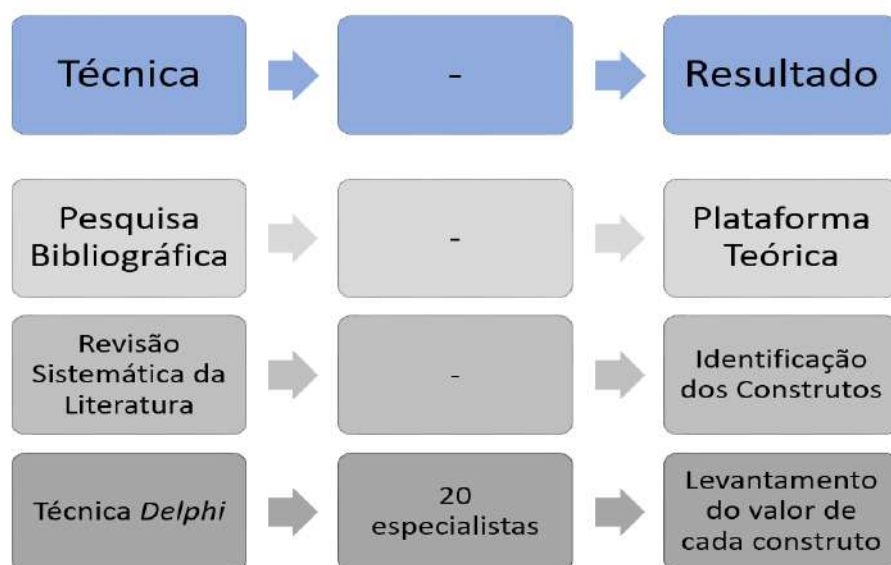 Técnica
-
Resultado
Pesquisa
Bibliográfica
-
Plataforma
Teórica
Revisão
Sistemática da
Literatura
-
Identificação
dos Construtos
Técnica Delphi
20
especialistas
Levantamento
do valor de
cada construto